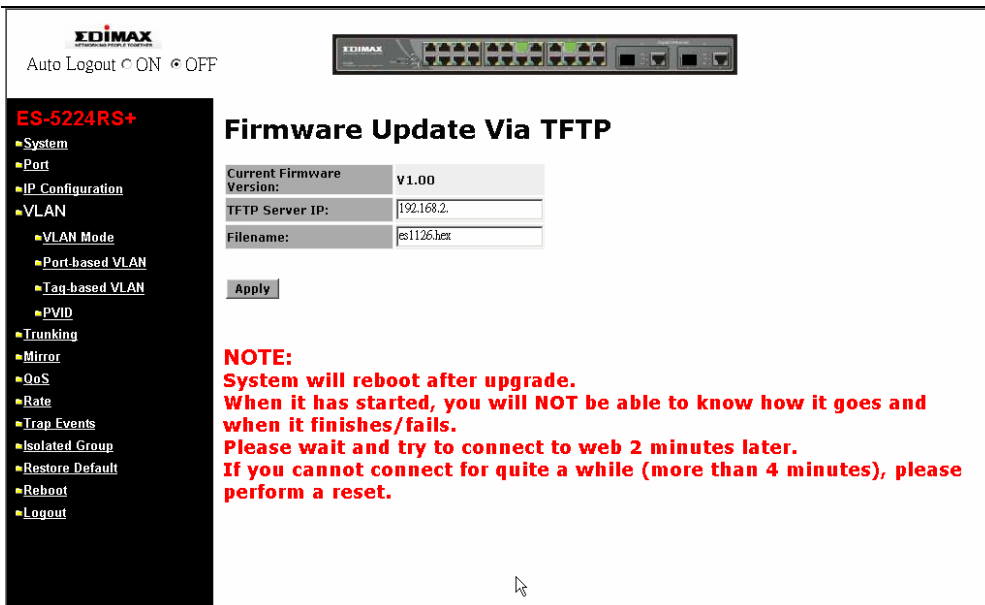 EDIMAX
NETWORKING PEOPLE TOGETHER
Auto Logout ON OFF
EDIMAX
ES-5224RS+
System
Port
IP Configuration
VLAN
VLAN Mode
Port-based VLAN
Tag-based VLAN
PVID
Trunking
Mirror
QoS
Rate
Trap Events
Isolated Group
Restore Default
Reboot
Logout
Firmware Update Via TFTP
Current Firmware Version: V1.00
TFTP Server IP: 192.168.2.
Filename: es1126.hex
Apply
NOTE:
System will reboot after upgrade.
When it has started, you will NOT be able to know how it goes and
when it finishes/fails.
Please wait and try to connect to web 2 minutes later.
If you cannot connect for quite a while (more than 4 minutes), please
perform a reset.